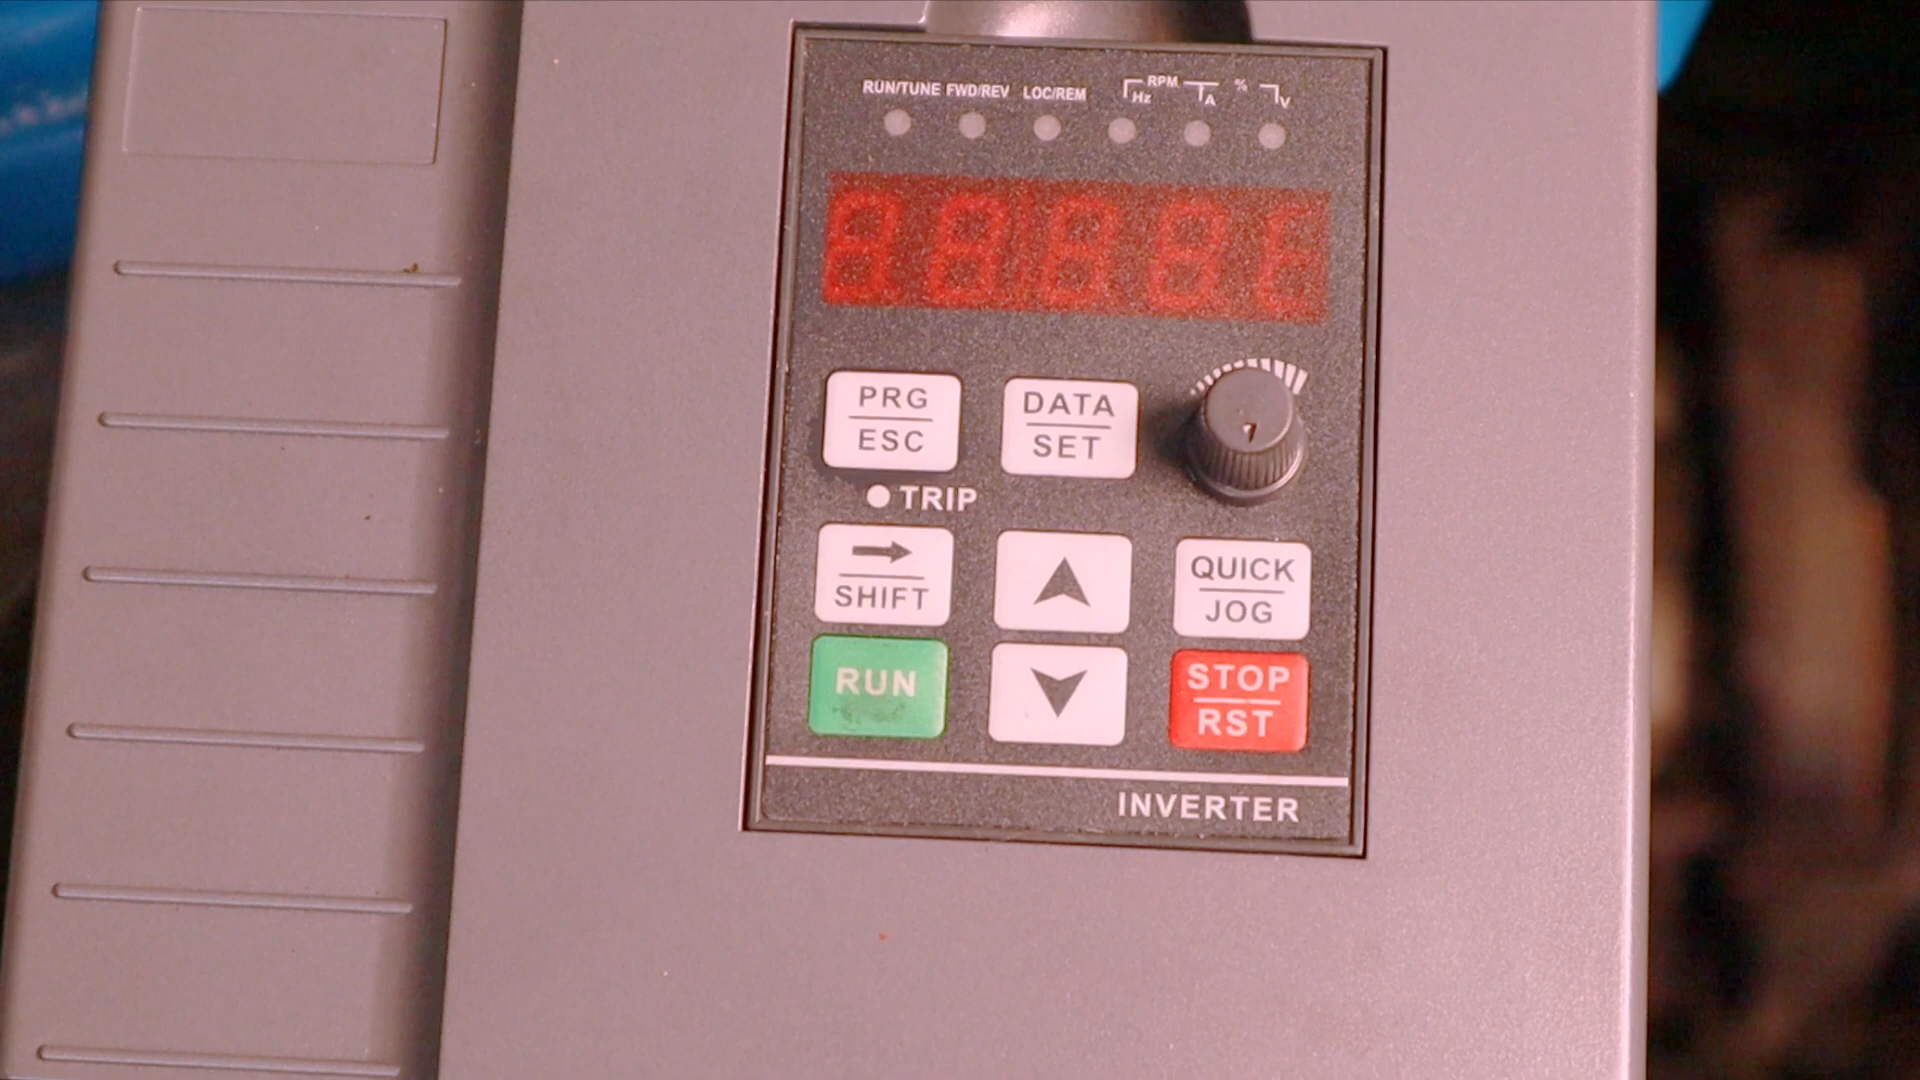 RUN/TUNE FWD/REV LOC/REM Hz RPM A % V
PRG
ESC
DATA
SET
TRIP
SHIFT
QUICK
JOG
RUN
STOP
RST
INVERTER